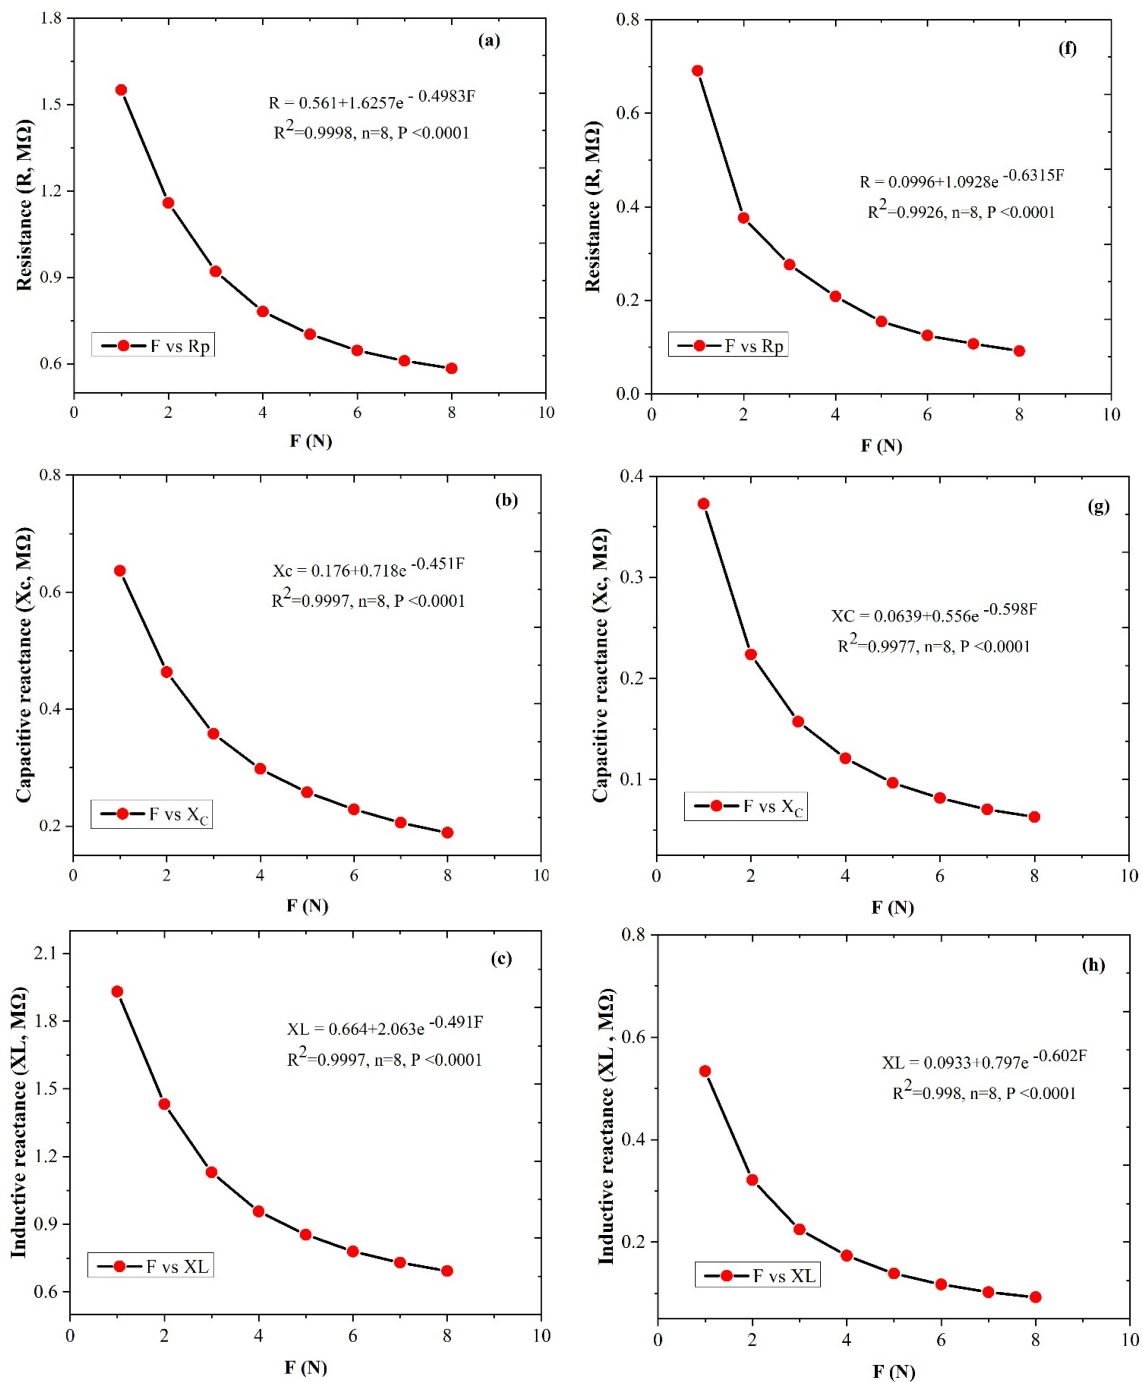 (a)
R = 0.561+1.6257e - 0.4983F
R2=0.9998, n=8, P <0.0001
F vs Rp
Resistance (R, MΩ)
1.8
1.5
1.2
0.9
0.6
0 2 4 6 8 10
F (N)
(f)
R = 0.0996+1.0928e -0.6315F
R2=0.9926, n=8, P <0.0001
F vs Rp
Resistance (R, MΩ)
0.8
0.6
0.4
0.2
0.0
0 2 4 6 8 10
F (N)
(b)
Xc = 0.176+0.718e -0.451F
R2=0.9997, n=8, P <0.0001
F vs XC
Capacitive reactance (Xc, MΩ)
0.8
0.6
0.4
0.2
0 2 4 6 8 10
F (N)
(g)
XC = 0.0639+0.556e -0.598F
R2=0.9977, n=8, P <0.0001
F vs XC
Capacitive reactance (Xc, MΩ)
0.4
0.3
0.2
0.1
0 2 4 6 8 10
F (N)
(c)
XL = 0.664+2.063e -0.491F
R2=0.9997, n=8, P <0.0001
F vs XL
Inductive reactance (XL, MΩ)
2.1
1.8
1.5
1.2
0.9
0.6
0 2 4 6 8 10
F (N)
(h)
XL = 0.0933+0.797e -0.602F
R2=0.998, n=8, P <0.0001
F vs XL
Inductive reactance (XL , MΩ)
0.8
0.6
0.4
0.2
0 2 4 6 8 10
F (N)